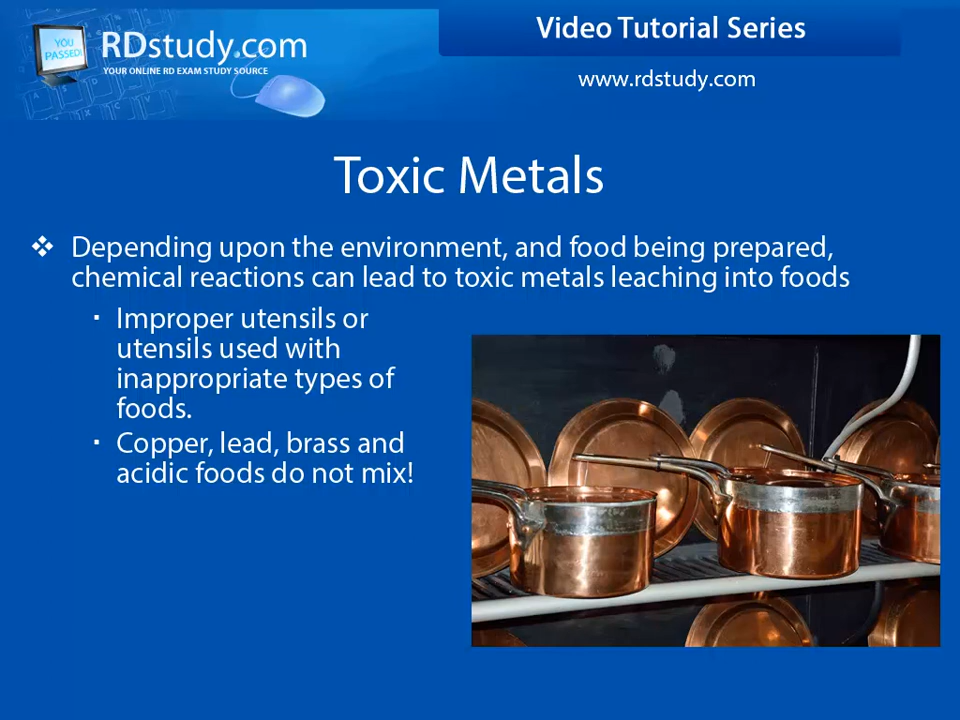 YOU
PASSED!
RDstudy.com
YOUR ONLINE RD EXAM STUDY SOURCE
Video Tutorial Series
www.rdstudy.com
Toxic Metals
❖ Depending upon the environment, and food being prepared,
chemical reactions can lead to toxic metals leaching into foods
▪ Improper utensils or
utensils used with
inappropriate types of
foods.
▪ Copper, lead, brass and
acidic foods do not mix!